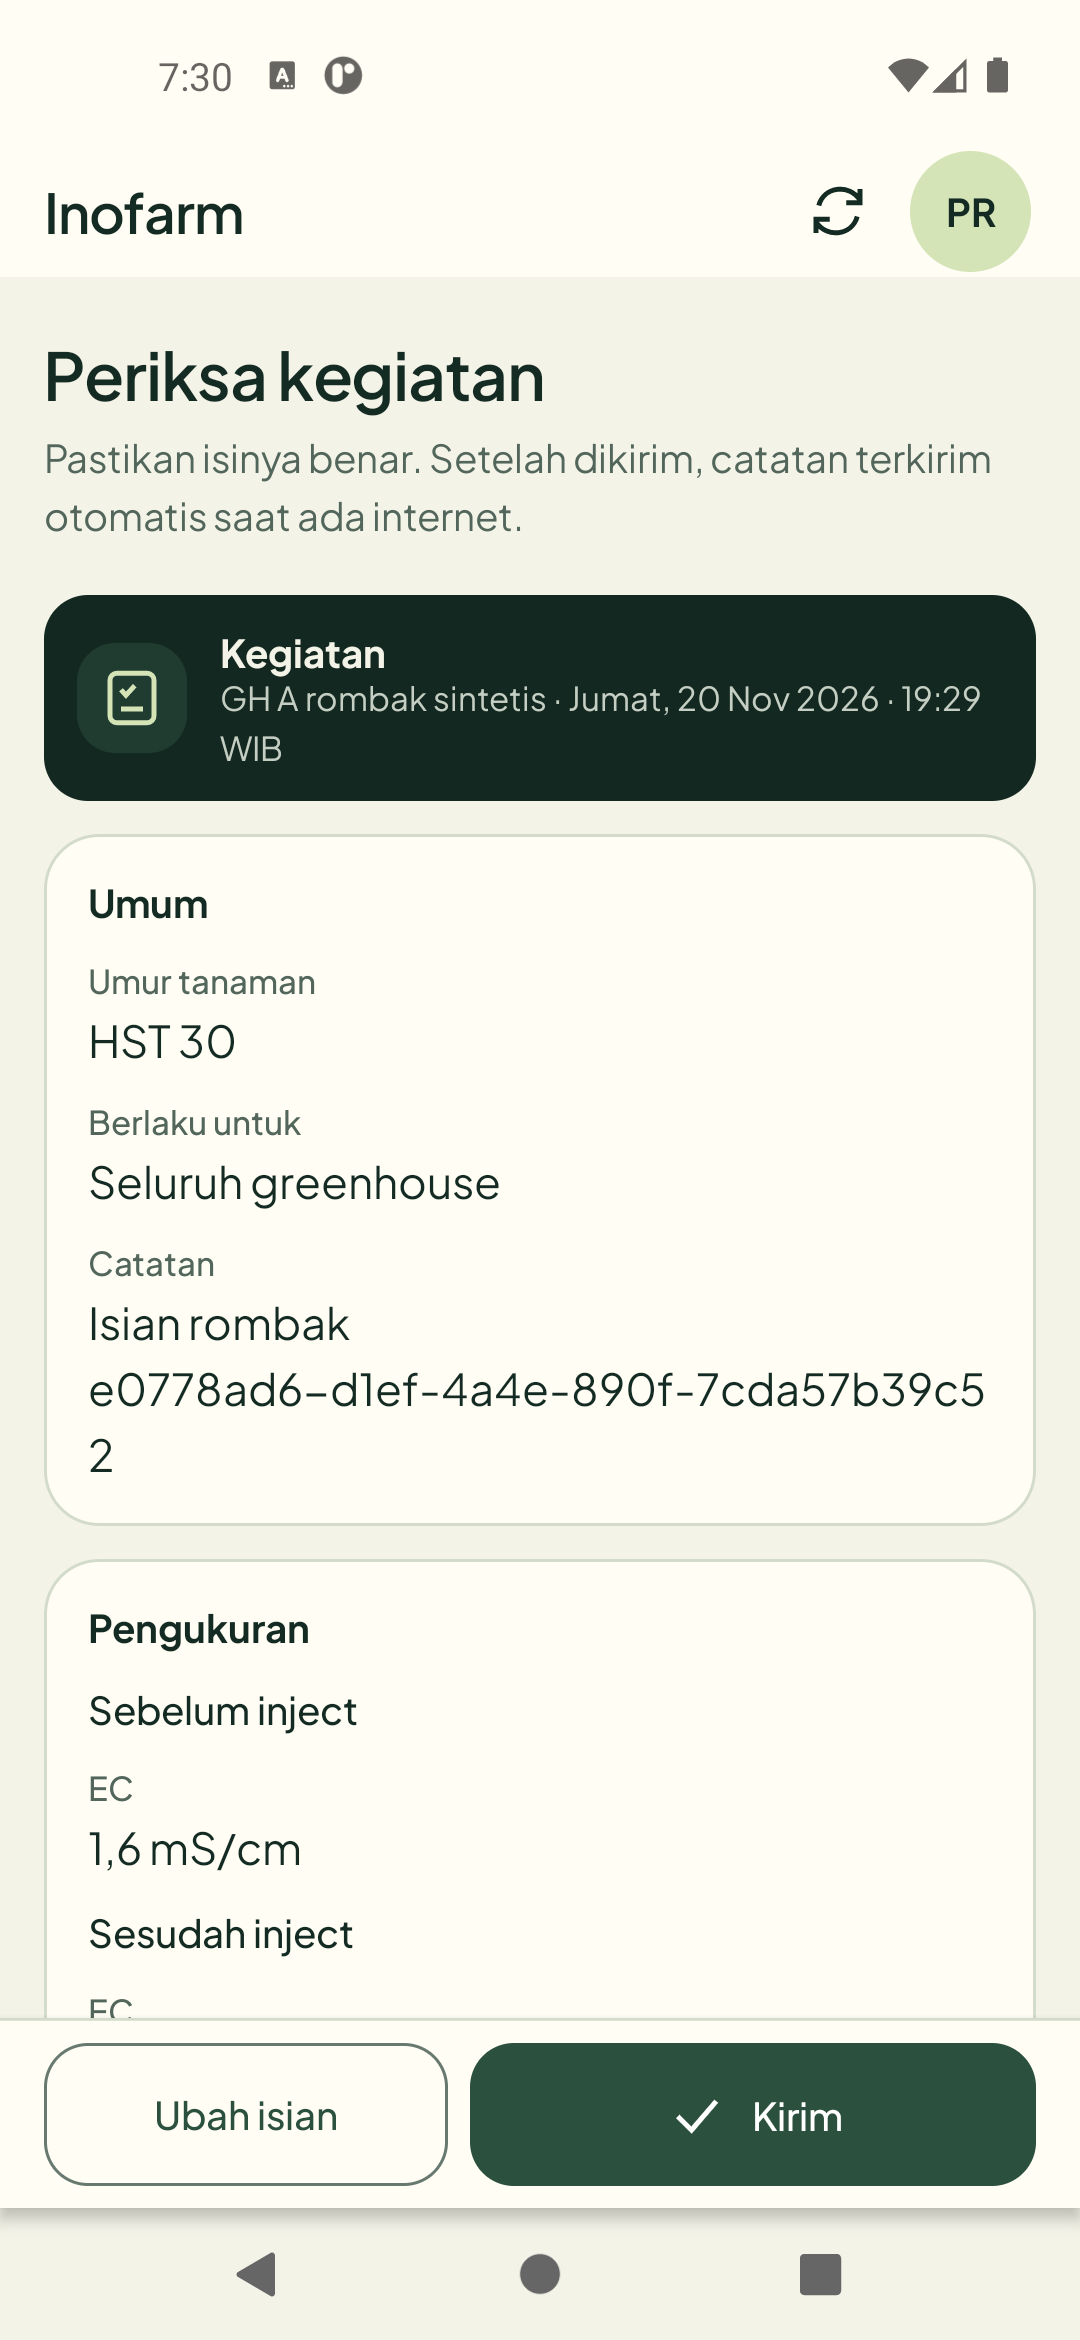 7:30
Inofarm
PR
Periksa kegiatan
Pastikan isinya benar. Setelah dikirim, catatan terkirim
otomatis saat ada internet.
Kegiatan
GH A rombak sintetis · Jumat, 20 Nov 2026 · 19:29
WIB
Umum
Umur tanaman
HST 30
Berlaku untuk
Seluruh greenhouse
Catatan
Isian rombak
e0778ad6-d1ef-4a4e-890f-7cda57b39c5
2
Pengukuran
Sebelum inject
EC
1,6 mS/cm
Sesudah inject
EC
Ubah isian
Kirim